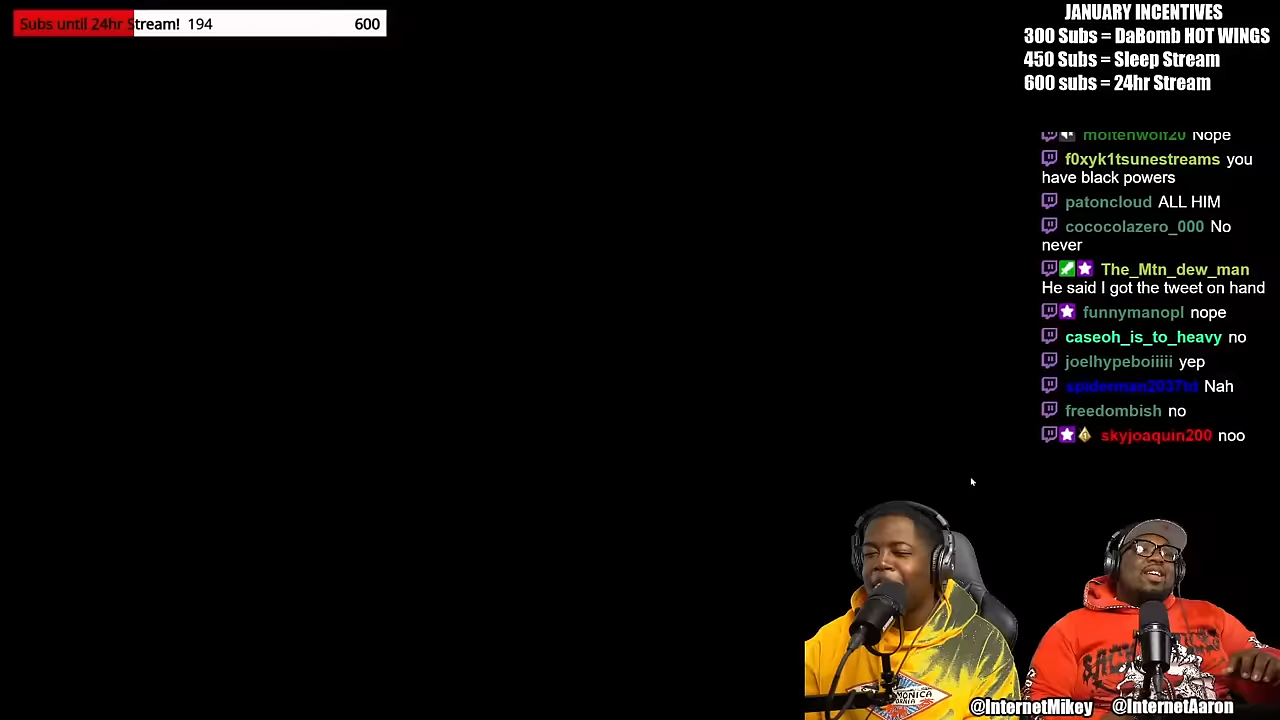 Subs until 24hr Stream! 194 600
JANUARY INCENTIVES
300 Subs = DaBomb HOT WINGS
450 Subs = Sleep Stream
600 subs = 24hr Stream
moltenwolf20 Nope
f0xyk1tsunestreams you
have black powers
patoncloud ALL HIM
cococolazero_000 No
never
The_Mtn_dew_man
He said I got the tweet on hand
funnymanopl nope
caseoh_is_to_heavy no
joelhypeboiiiii yep
spiderman2037td Nah
freedombish no
skyjoaquin200 noo
@InternetMikey @InternetAaron